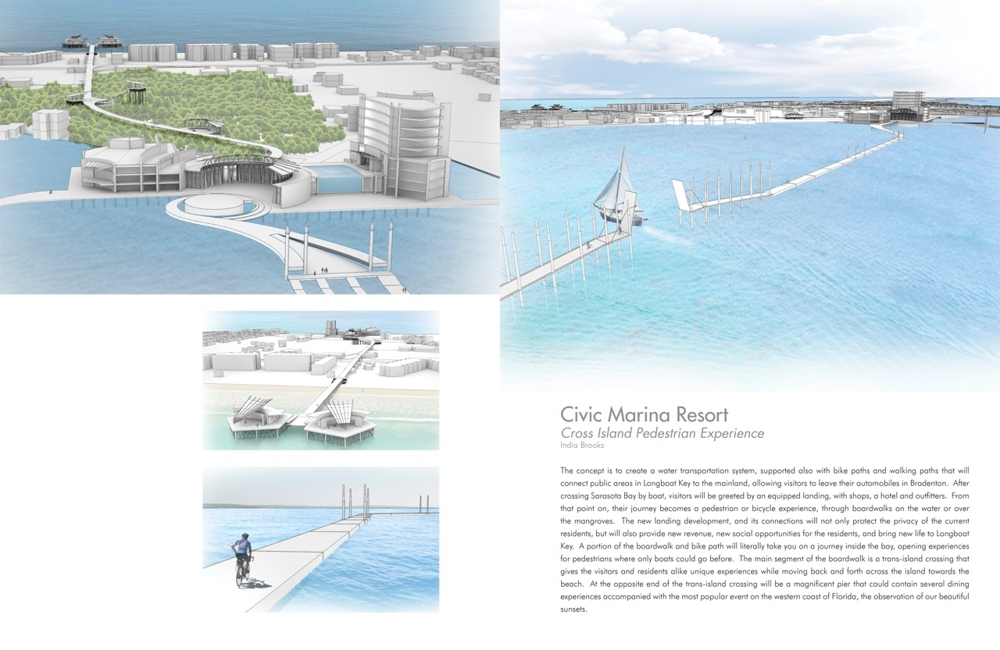 Civic Marina Resort
Cross Island Pedestrian Experience
India Brooks
The concept is to create a water transportation system, supported also with bike paths and walking paths that will
connect public areas in Longboat Key to the mainland, allowing visitors to leave their automobiles in Bradenton. After
crossing Sarasota Bay by boat, visitors will be greeted by an equipped landing, with shops, a hotel and outfitters. From
that point on, their journey becomes a pedestrian or bicycle experience, through boardwalks on the water or over
the mangroves. The new landing development, and its connections will not only protect the privacy of the current
residents, but will also provide new revenue, new social opportunities for the residents, and bring new life to Longboat
Key. A portion of the boardwalk and bike path will literally take you on a journey inside the bay, opening experiences
for pedestrians where only boats could go before. The main segment of the boardwalk is a trans-island crossing that
gives the visitors and residents alike unique experiences while moving back and forth across the island towards the
beach. At the opposite end of the trans-island crossing will be a magnificent pier that could contain several dining
experiences accompanied with the most popular event on the western coast of Florida, the observation of our beautiful
sunsets.